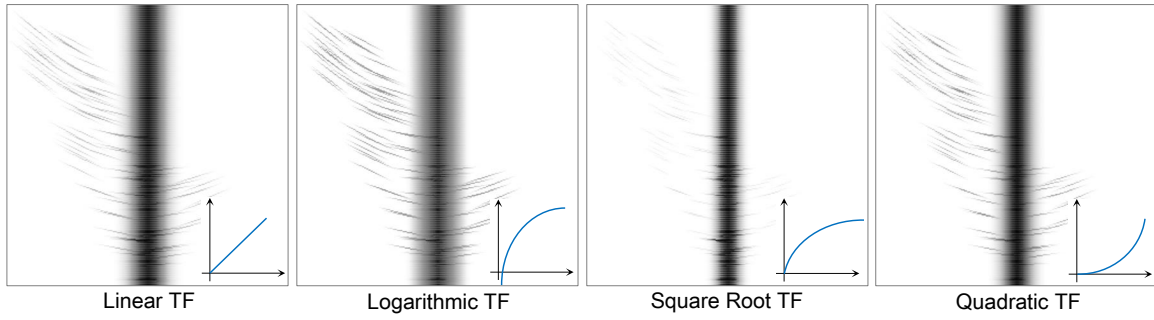 Linear TF
Logarithmic TF
Square Root TF
Quadratic TF